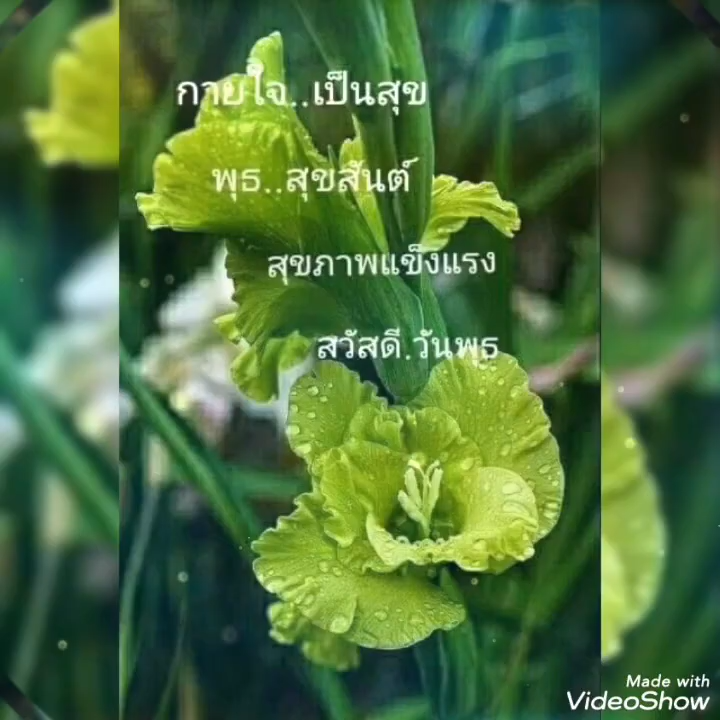 กายใจ..เป็นสุข
พุธ..สุขสันต์
สุขภาพแข็งแรง
สวัสดี.วันพุธ
Made with
VideoShow